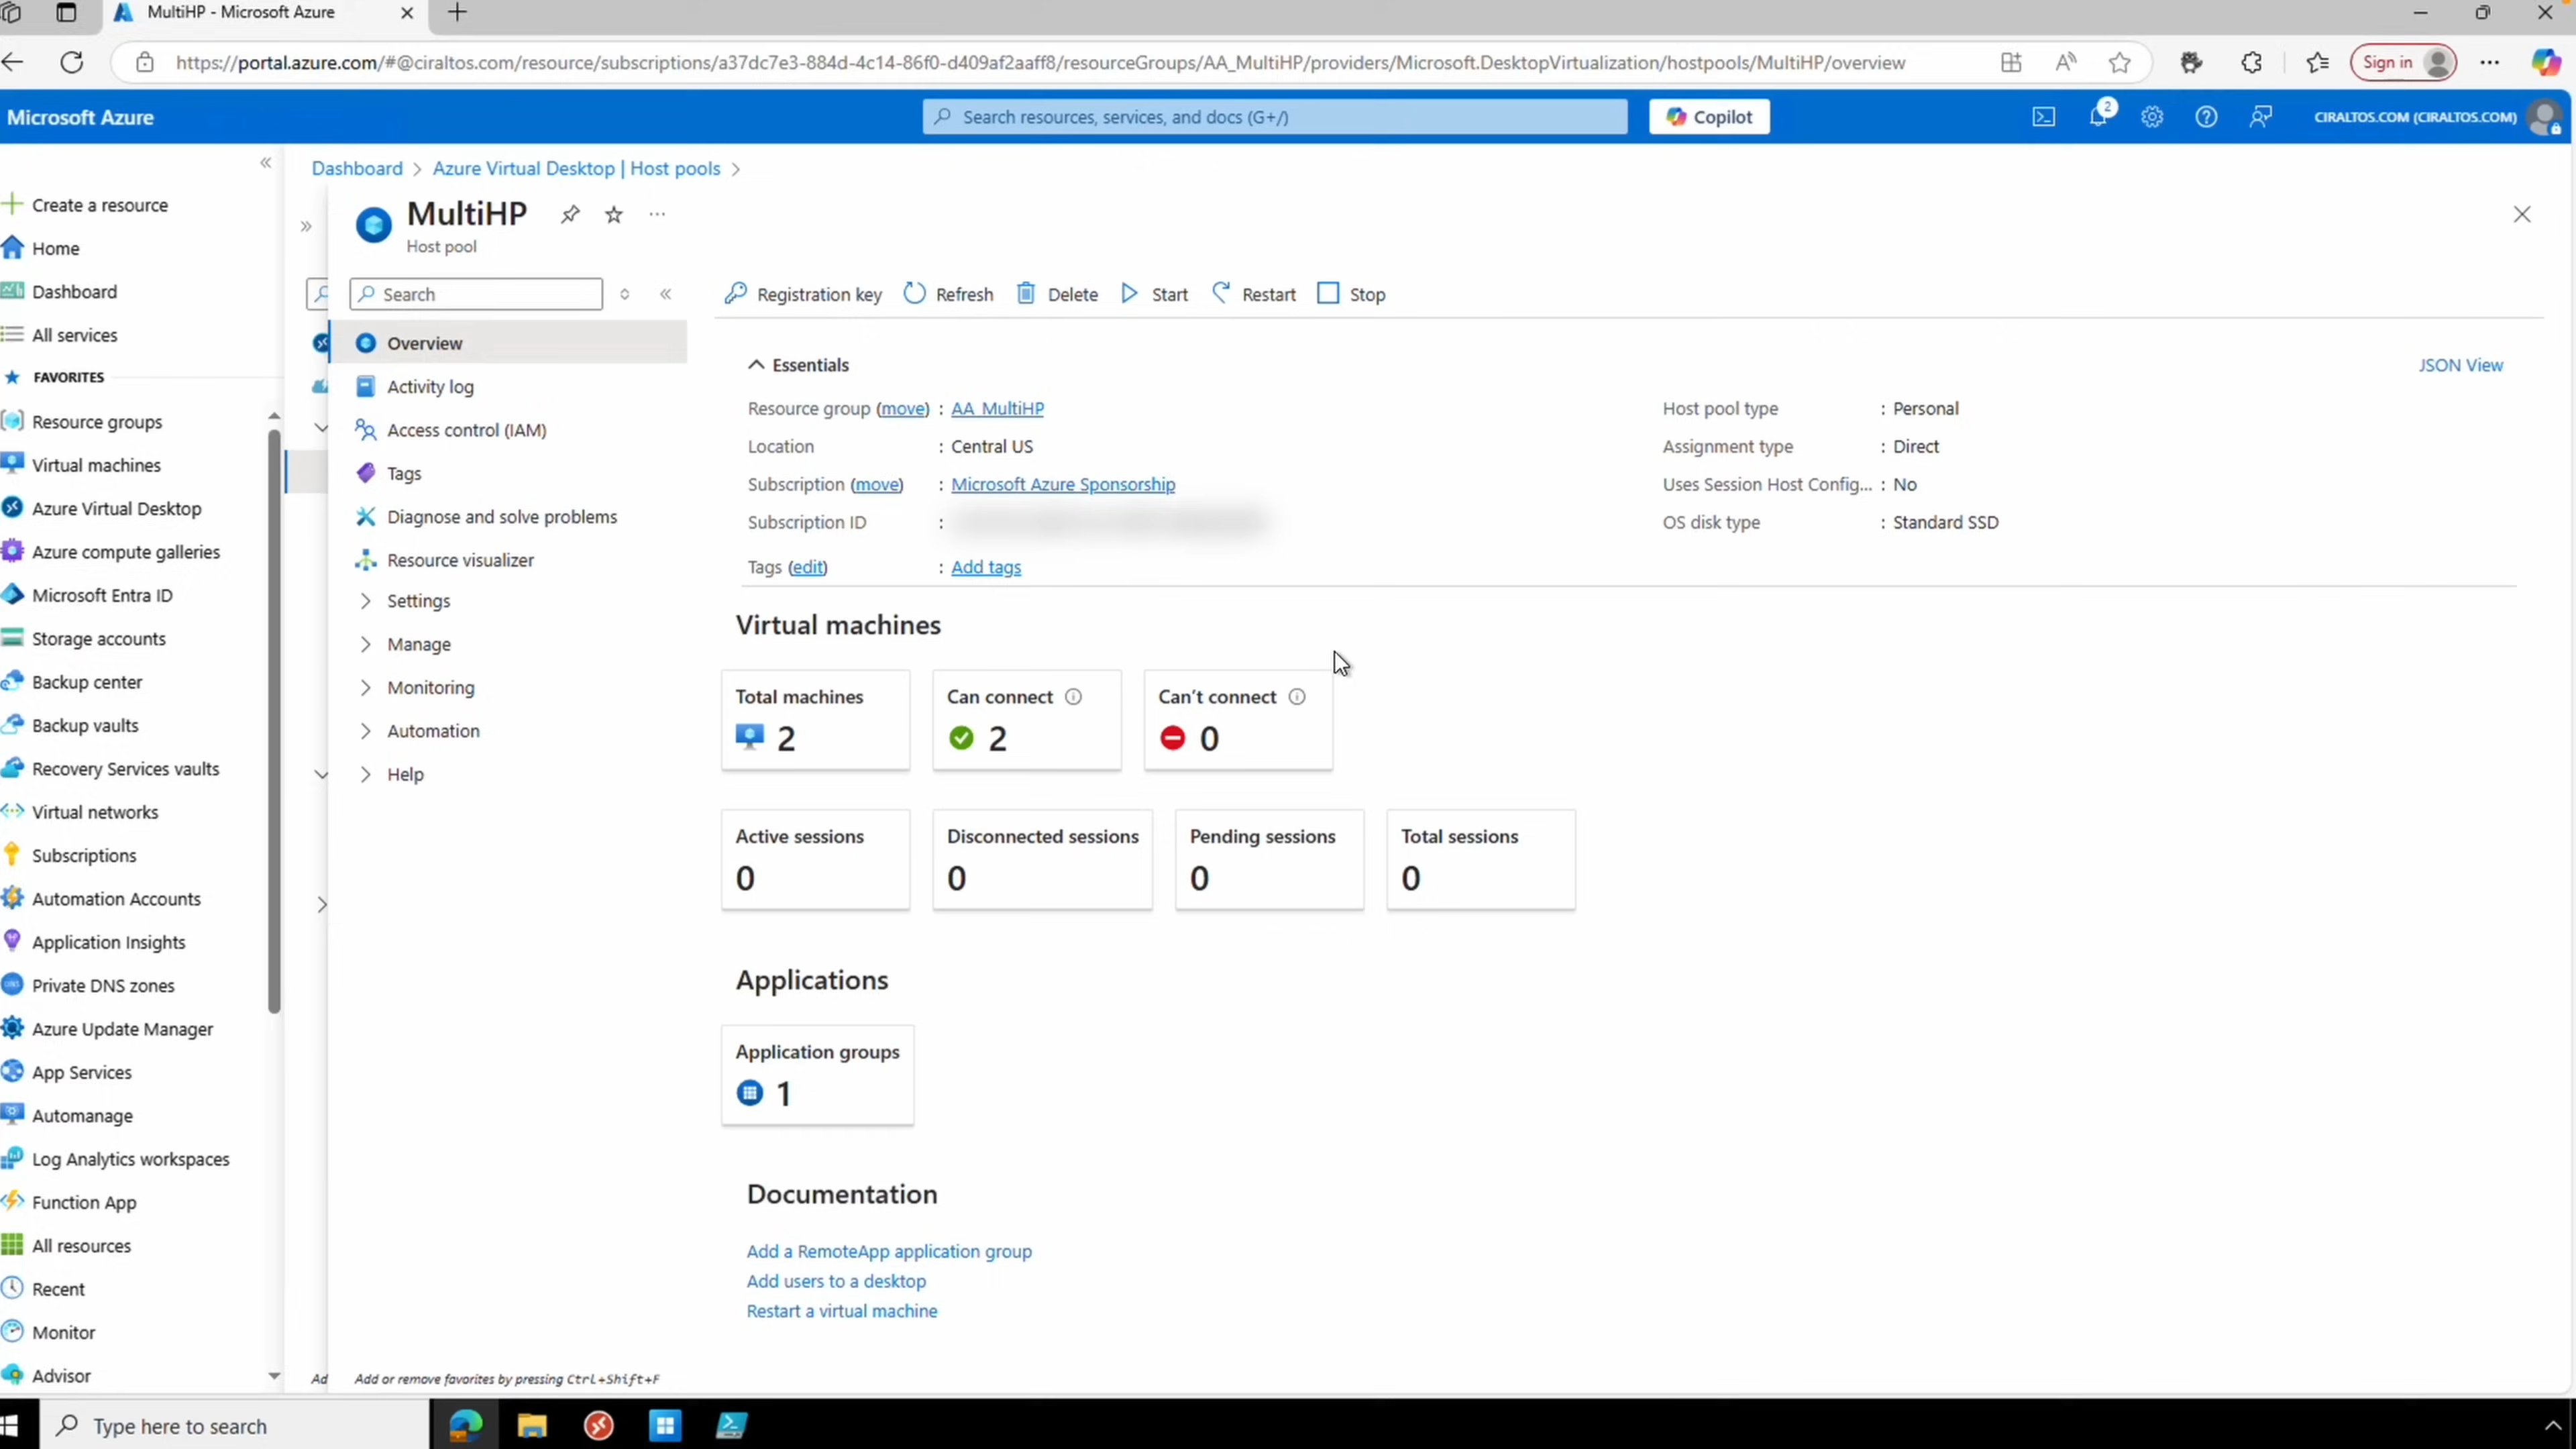 MultiHP - Microsoft Azure
https://portal.azure.com/#@ciraltos.com/resource/subscriptions/a37dc7e3-884d-4c14-86f0-d409af2aaff8/resourceGroups/AA_MultiHP/providers/Microsoft.DesktopVirtualization/hostpools/MultiHP/overview
Sign in
Microsoft Azure
Search resources, services, and docs (G+/)
Copilot
2
CIRALTOS.COM (CIRALTOS.COM)
Create a resource
Home
Dashboard
All services
FAVORITES
Resource groups
Virtual machines
Azure Virtual Desktop
Azure compute galleries
Microsoft Entra ID
Storage accounts
Backup center
Backup vaults
Recovery Services vaults
Virtual networks
Subscriptions
Automation Accounts
Application Insights
Private DNS zones
Azure Update Manager
App Services
Automanage
Log Analytics workspaces
Function App
All resources
Recent
Monitor
Advisor
Dashboard > Azure Virtual Desktop | Host pools >
MultiHP
Host pool
Search
Overview
Activity log
Access control (IAM)
Tags
Diagnose and solve problems
Resource visualizer
Settings
Manage
Monitoring
Automation
Help
Ad
Add or remove favorites by pressing Ctrl+Shift+F
Registration key Refresh Delete Start Restart Stop
Essentials
JSON View
Resource group (move) : AA_MultiHP
Location : Central US
Subscription (move) : Microsoft Azure Sponsorship
Subscription ID :
Tags (edit) : Add tags
Host pool type : Personal
Assignment type : Direct
Uses Session Host Config... : No
OS disk type : Standard SSD
Virtual machines
Total machines
2
Can connect
2
Can't connect
0
Active sessions
0
Disconnected sessions
0
Pending sessions
0
Total sessions
0
Applications
Application groups
1
Documentation
Add a RemoteApp application group
Add users to a desktop
Restart a virtual machine
Type here to search